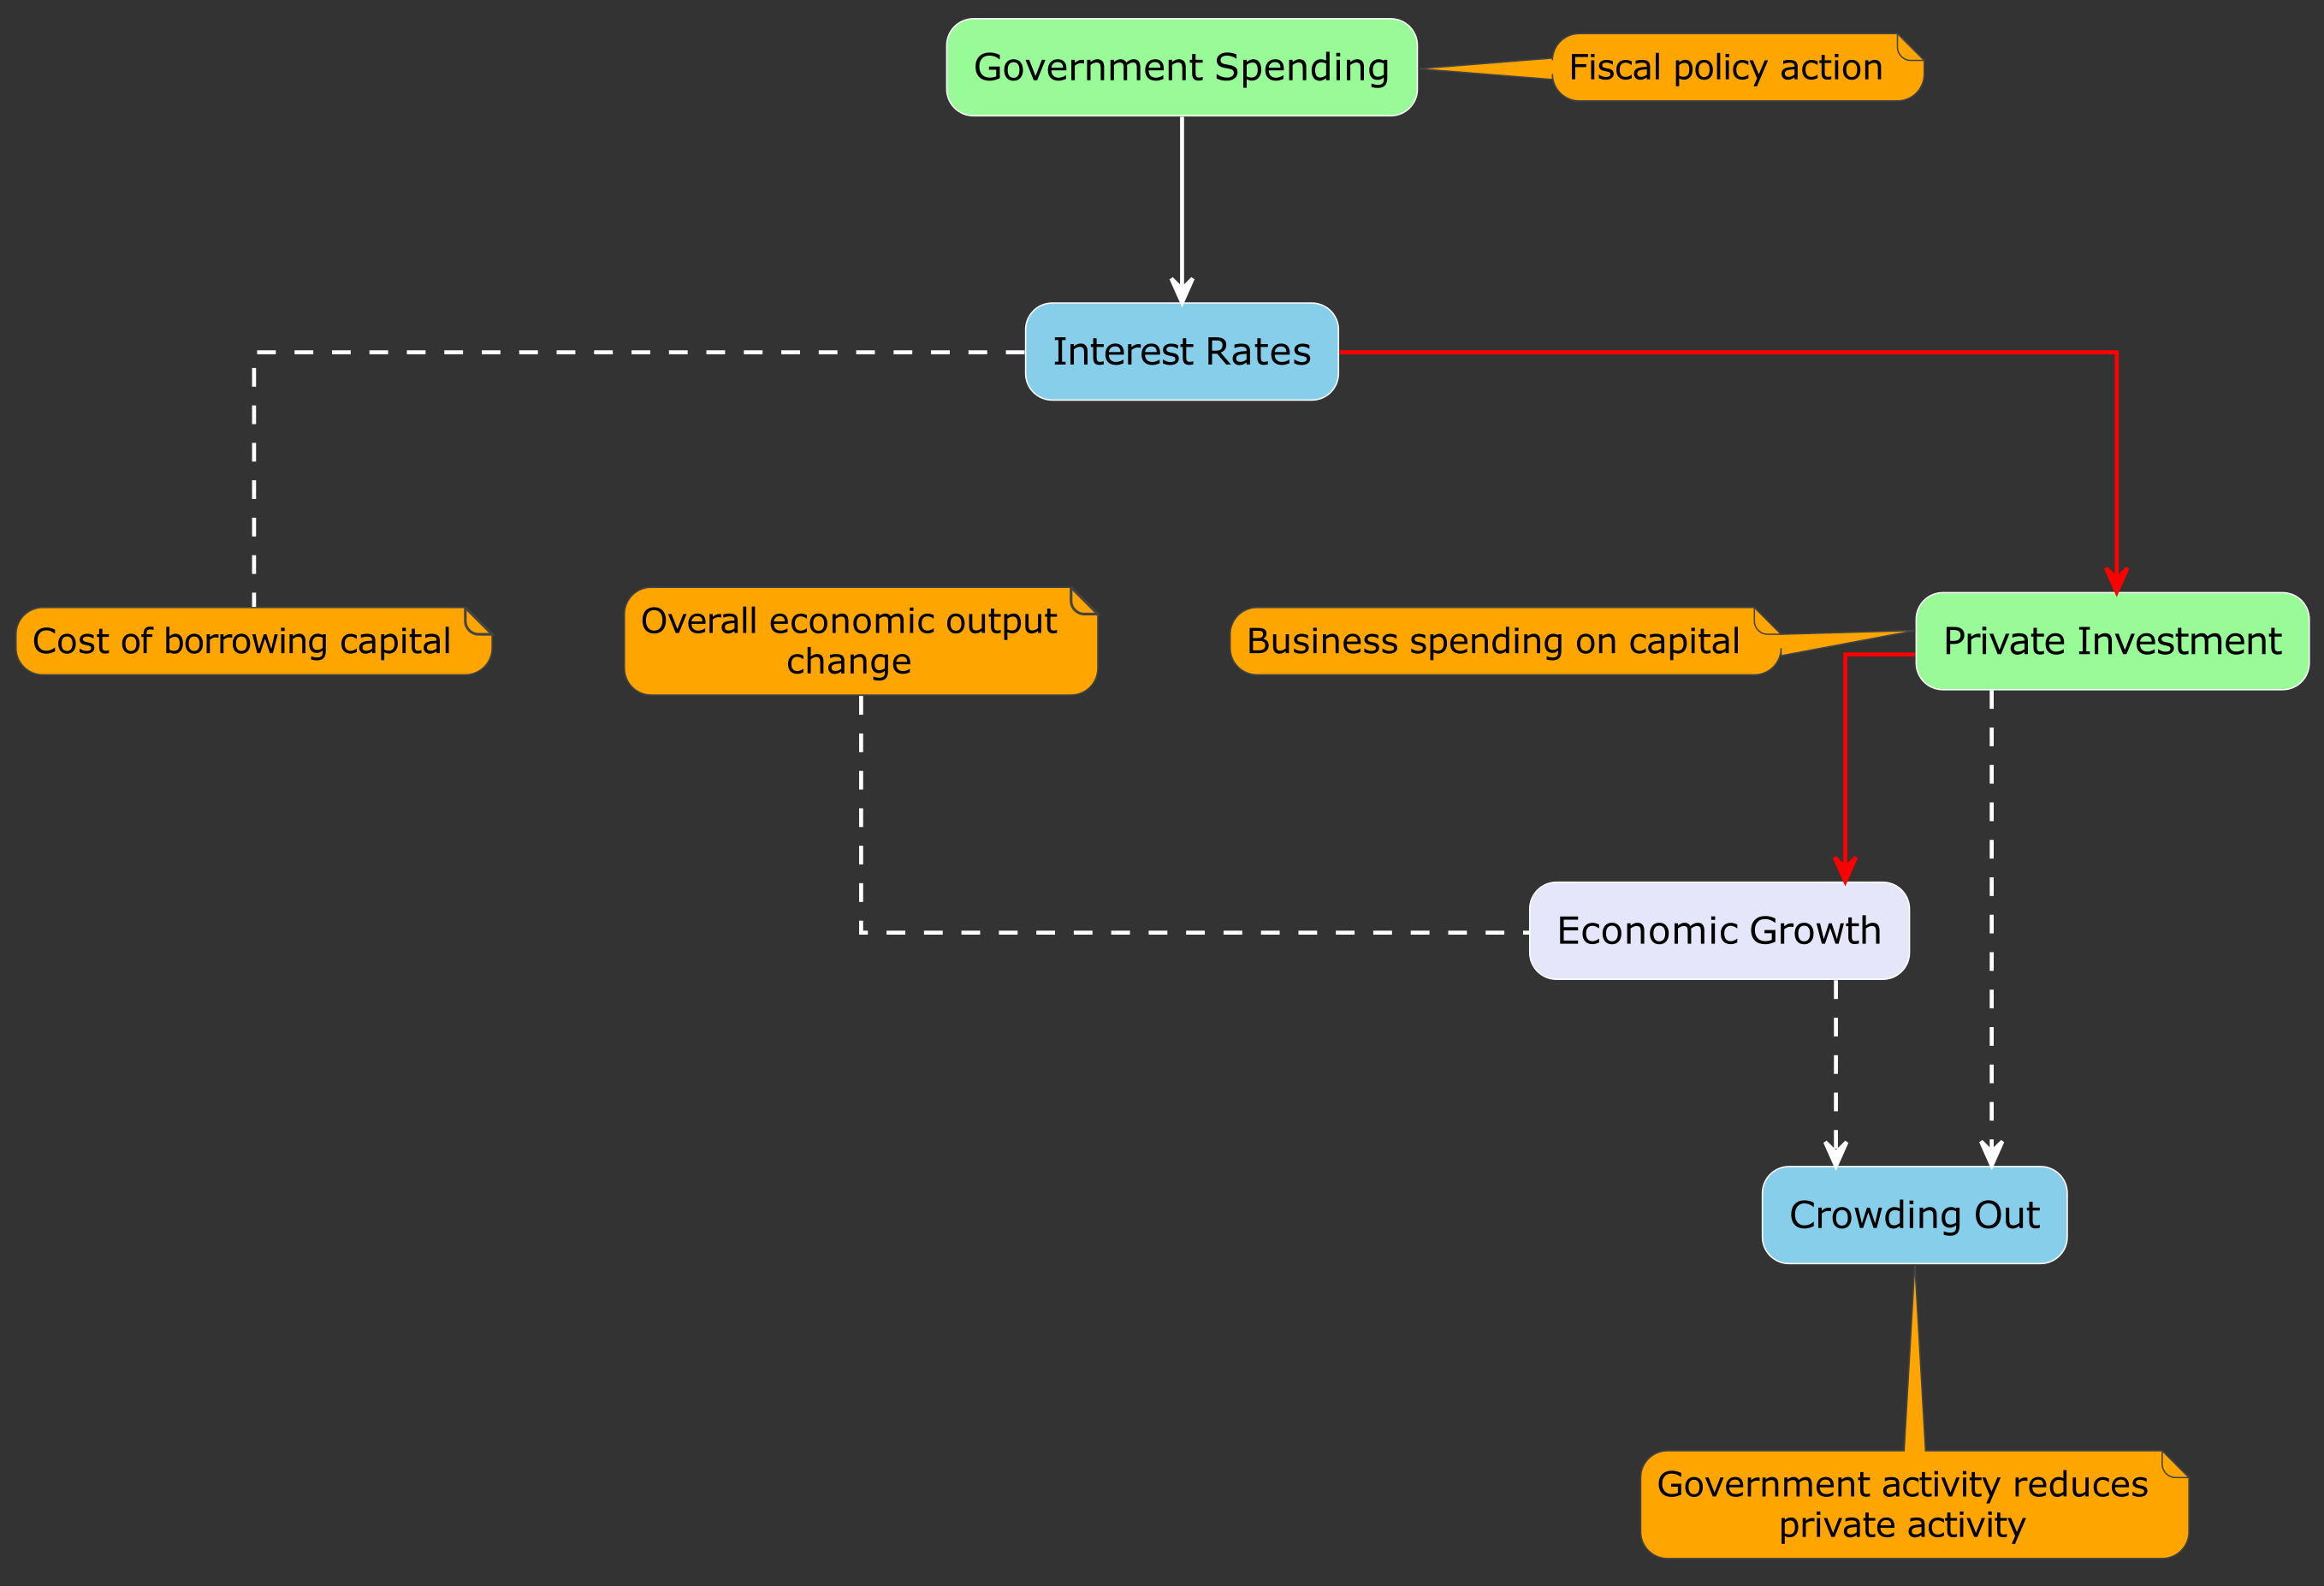 Government Spending
Fiscal policy action
Interest Rates
Cost of borrowing capital
Overall economic output
change
Business spending on capital
Private Investment
Economic Growth
Crowding Out
Government activity reduces
private activity